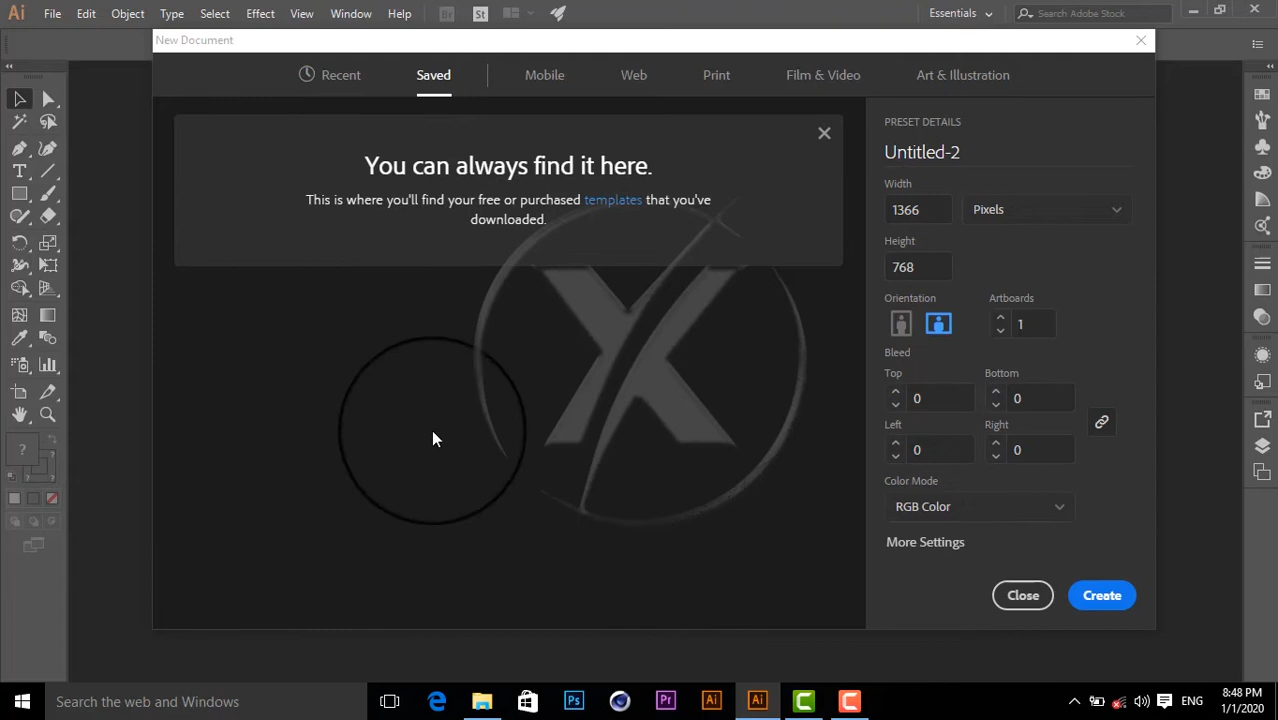 Ai File Edit Object Type Select Effect View Window Help Br St Essentials Search Adobe Stock
New Document
Recent Saved Mobile Web Print Film & Video Art & Illustration
You can always find it here.
This is where you'll find your free or purchased templates that you've
downloaded.
X
PRESET DETAILS
Untitled-2
Width
1366 Pixels
Height
768
Orientation Artboards
1
Bleed
Top Bottom
0 0
Left Right
0 0
Color Mode
RGB Color
More Settings
Close Create
T
?
Search the web and Windows
Ps Pr Ai Ai
ENG
8:48 PM
1/1/2020